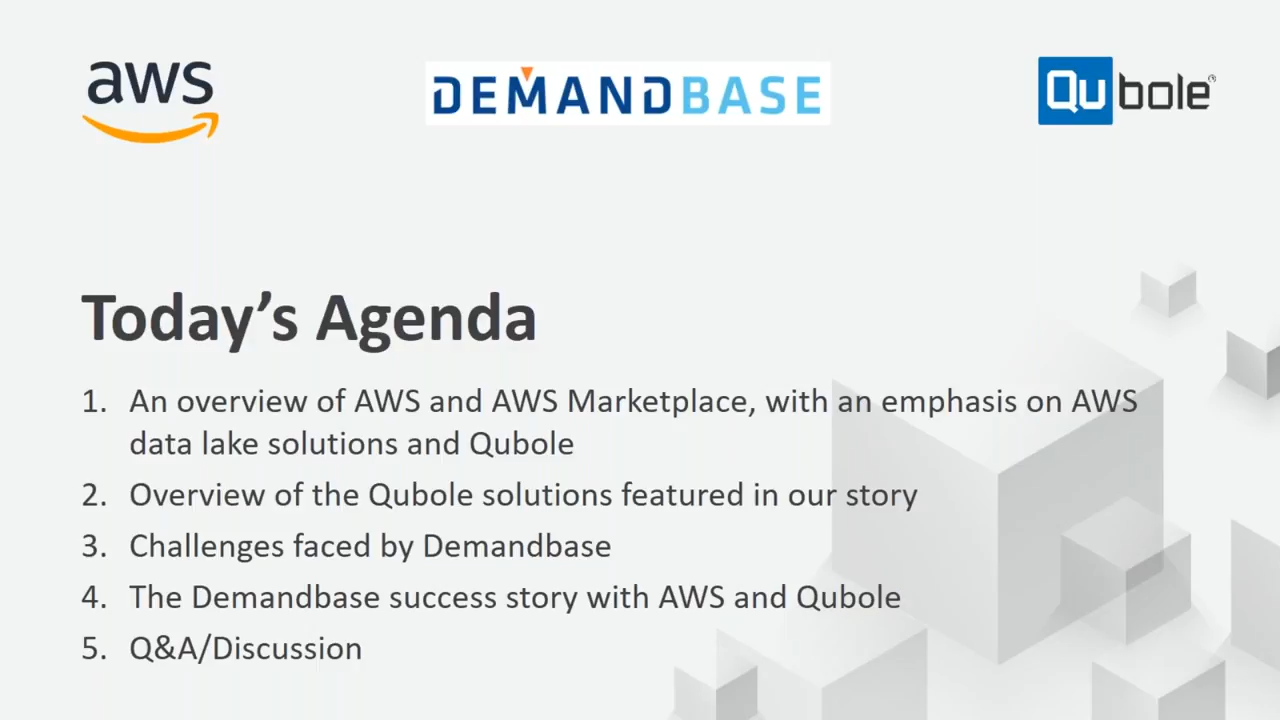 aws
DEMANDBASE
Qubole
Today’s Agenda
1. An overview of AWS and AWS Marketplace, with an emphasis on AWS
data lake solutions and Qubole
2. Overview of the Qubole solutions featured in our story
3. Challenges faced by Demandbase
4. The Demandbase success story with AWS and Qubole
5. Q&A/Discussion